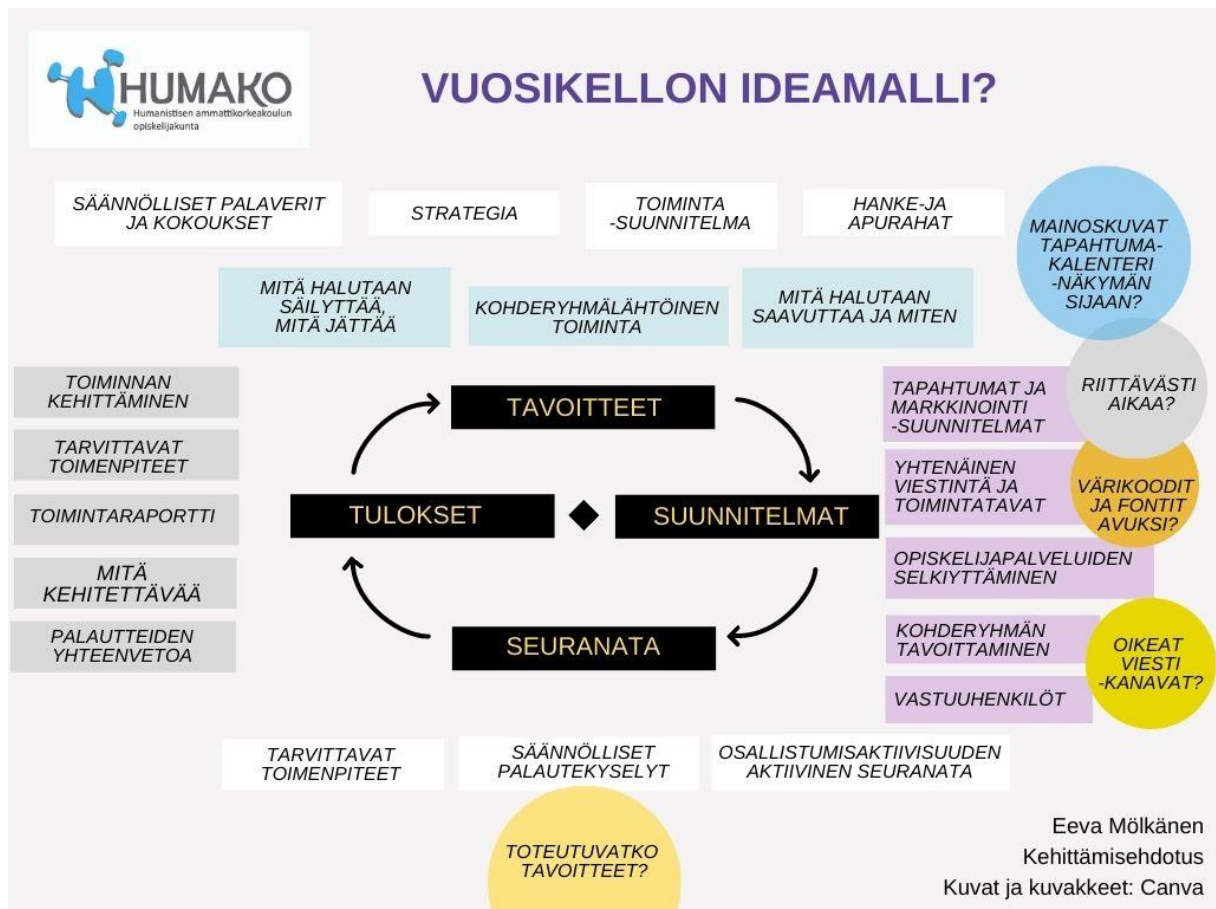 HUMAKO
Humanistisen ammattikorkeakoulun
opiskelijakunta
VUOSIKELLON IDEAMALLI?
SÄÄNNÖLLISET PALAVERIT
JA KOKOUKSET
STRATEGIA
TOIMINTA
-SUUNNITELMA
HANKE-JA
APURAHAT
MAINOSKUVAT
TAPAHTUMA-
KALENTERI
-NÄKYMÄN
SIJAAN?
MITÄ HALUTAAN
SÄILYTTÄÄ,
MITÄ JÄTTÄÄ
KOHDERYHMÄLÄHTÖINEN
TOIMINTA
MITÄ HALUTAAN
SAAVUTTAA JA MITEN
TOIMINNAN
KEHITTÄMINEN
TARVITTAVAT
TOIMENPITEET
TOIMINTARAPORTTI
MITÄ
KEHITETTÄVÄÄ
PALAUTTEIDEN
YHTEENVETOA
TAVOITTEET
TULOKSET
SUUNNITELMAT
SEURANATA
TAPAHTUMAT JA
MARKKINOINTI
-SUUNNITELMAT
RIITTÄVÄSTI
AIKAA?
YHTENÄINEN
VIESTINTÄ JA
TOIMINTATAVAT
VÄRIKOODIT
JA FONTIT
AVUKSI?
OPISKELIJAPALVELUIDEN
SELKIYTTÄMINEN
KOHDERYHMÄN
TAVOITTAMINEN
OIKEAT
VIESTI
-KANAVAT?
VASTUUHENKILÖT
TARVITTAVAT
TOIMENPITEET
SÄÄNNÖLLISET
PALAUTEKYSELYT
OSALLISTUMISAKTIIVISUUDEN
AKTIIVINEN SEURANATA
TOTEUTUVATKO
TAVOITTEET?
Eeva Mölkänen
Kehittämisehdotus
Kuvat ja kuvakkeet: Canva